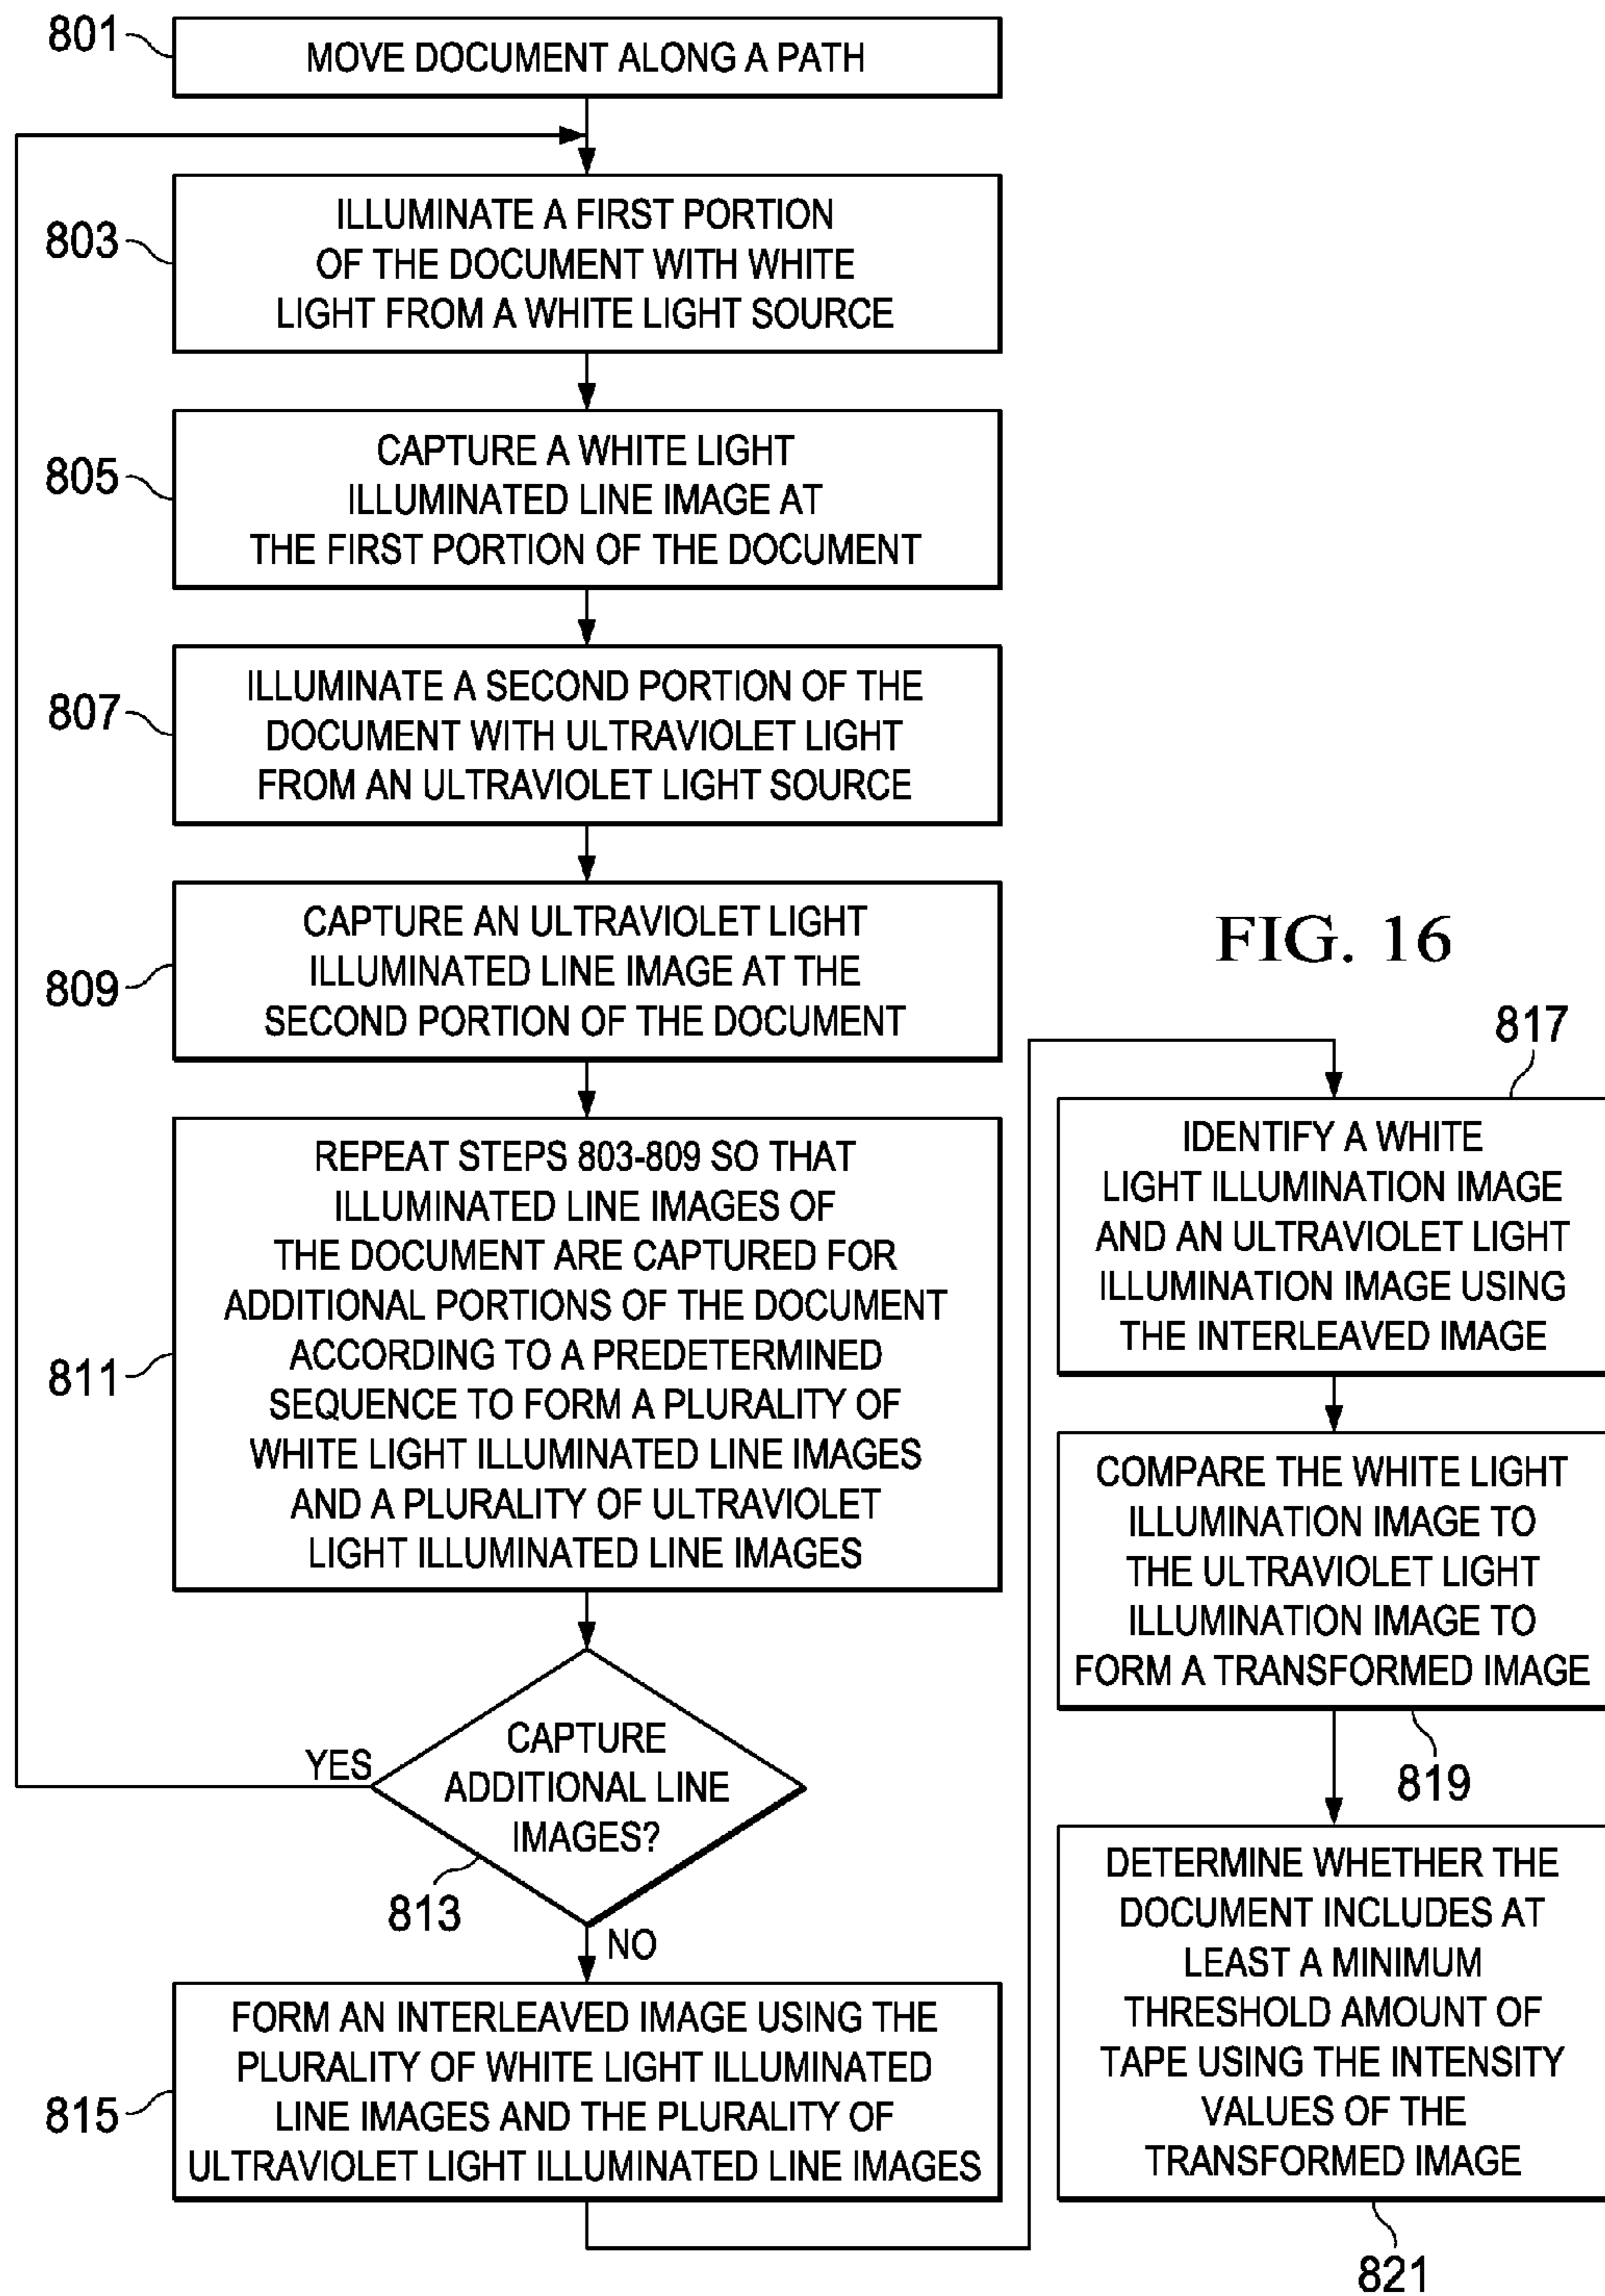 801
MOVE DOCUMENT ALONG A PATH
803
ILLUMINATE A FIRST PORTION
OF THE DOCUMENT WITH WHITE
LIGHT FROM A WHITE LIGHT SOURCE
805
CAPTURE A WHITE LIGHT
ILLUMINATED LINE IMAGE AT
THE FIRST PORTION OF THE DOCUMENT
807
ILLUMINATE A SECOND PORTION OF THE
DOCUMENT WITH ULTRAVIOLET LIGHT
FROM AN ULTRAVIOLET LIGHT SOURCE
809
CAPTURE AN ULTRAVIOLET LIGHT
ILLUMINATED LINE IMAGE AT THE
SECOND PORTION OF THE DOCUMENT
811
REPEAT STEPS 803-809 SO THAT
ILLUMINATED LINE IMAGES OF
THE DOCUMENT ARE CAPTURED FOR
ADDITIONAL PORTIONS OF THE DOCUMENT
ACCORDING TO A PREDETERMINED
SEQUENCE TO FORM A PLURALITY OF
WHITE LIGHT ILLUMINATED LINE IMAGES
AND A PLURALITY OF ULTRAVIOLET
LIGHT ILLUMINATED LINE IMAGES
YES
CAPTURE
ADDITIONAL LINE
IMAGES?
813
NO
815
FORM AN INTERLEAVED IMAGE USING THE
PLURALITY OF WHITE LIGHT ILLUMINATED
LINE IMAGES AND THE PLURALITY OF
ULTRAVIOLET LIGHT ILLUMINATED LINE IMAGES
FIG. 16
817
IDENTIFY A WHITE
LIGHT ILLUMINATION IMAGE
AND AN ULTRAVIOLET LIGHT
ILLUMINATION IMAGE USING
THE INTERLEAVED IMAGE
COMPARE THE WHITE LIGHT
ILLUMINATION IMAGE TO
THE ULTRAVIOLET LIGHT
ILLUMINATION IMAGE TO
FORM A TRANSFORMED IMAGE
819
DETERMINE WHETHER THE
DOCUMENT INCLUDES AT
LEAST A MINIMUM
THRESHOLD AMOUNT OF
TAPE USING THE INTENSITY
VALUES OF THE
TRANSFORMED IMAGE
821